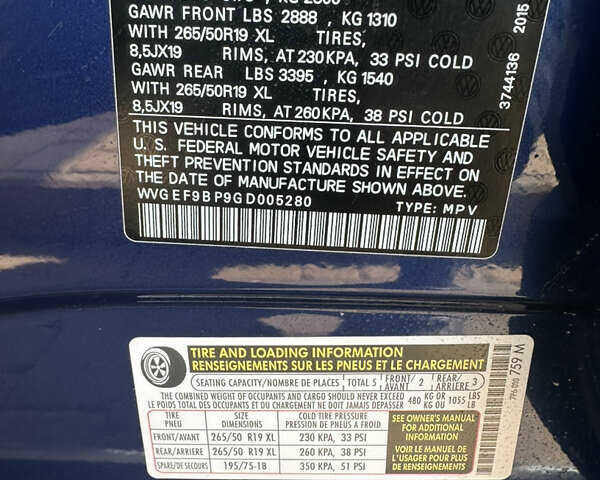 GAWR FRONT LBS 2888 , KG 1310
WITH 265/50R19 XL TIRES,
8,5JX19 RIMS, AT 230KPA, 33 PSI COLD
GAWR REAR LBS 3395 , KG 1540
WITH 265/50R19 XL TIRES,
8,5JX19 RIMS, AT 260KPA, 38 PSI COLD
THIS VEHICLE CONFORMS TO ALL APPLICABLE
U. S. FEDERAL MOTOR VEHICLE SAFETY AND
THEFT PREVENTION STANDARDS IN EFFECT ON
THE DATE OF MANUFACTURE SHOWN ABOVE.
WVGEF9BP9GD005280 TYPE: MPV
3744136 2015
TIRE AND LOADING INFORMATION
RENSEIGNEMENTS SUR LES PNEUS ET LE CHARGEMENT
SEATING CAPACITY/NOMBRE DE PLACES TOTAL 5 FRONT/AVANT 2 REAR/ARRIERE 3
THE COMBINED WEIGHT OF OCCUPANTS AND CARGO SHOULD NEVER EXCEED 480 KG OR 1055 LBS
LE POIDS TOTAL DES OCCUPANTS ET DU CHARGEMENT NE DOIT JAMAIS DÉPASSER KG OU LB
TIRE PNEU
SIZE DIMENSIONS
COLD TIRE PRESSURE PRESSION DE PNEUS A FROID
FRONT/AVANT 265/50 R19 XL 230 KPA, 33 PSI
REAR/ARRIERE 265/50 R19 XL 260 KPA, 38 PSI
SPARE/DE SECOURS 195/75-18 350 KPA, 51 PSI
SEE OWNER'S MANUAL
FOR ADDITIONAL
INFORMATION
VOIR LE MANUEL
DE L'USAGER
POUR PLUS DE
RENSEIGNEMENTS
7P5 010 759 M